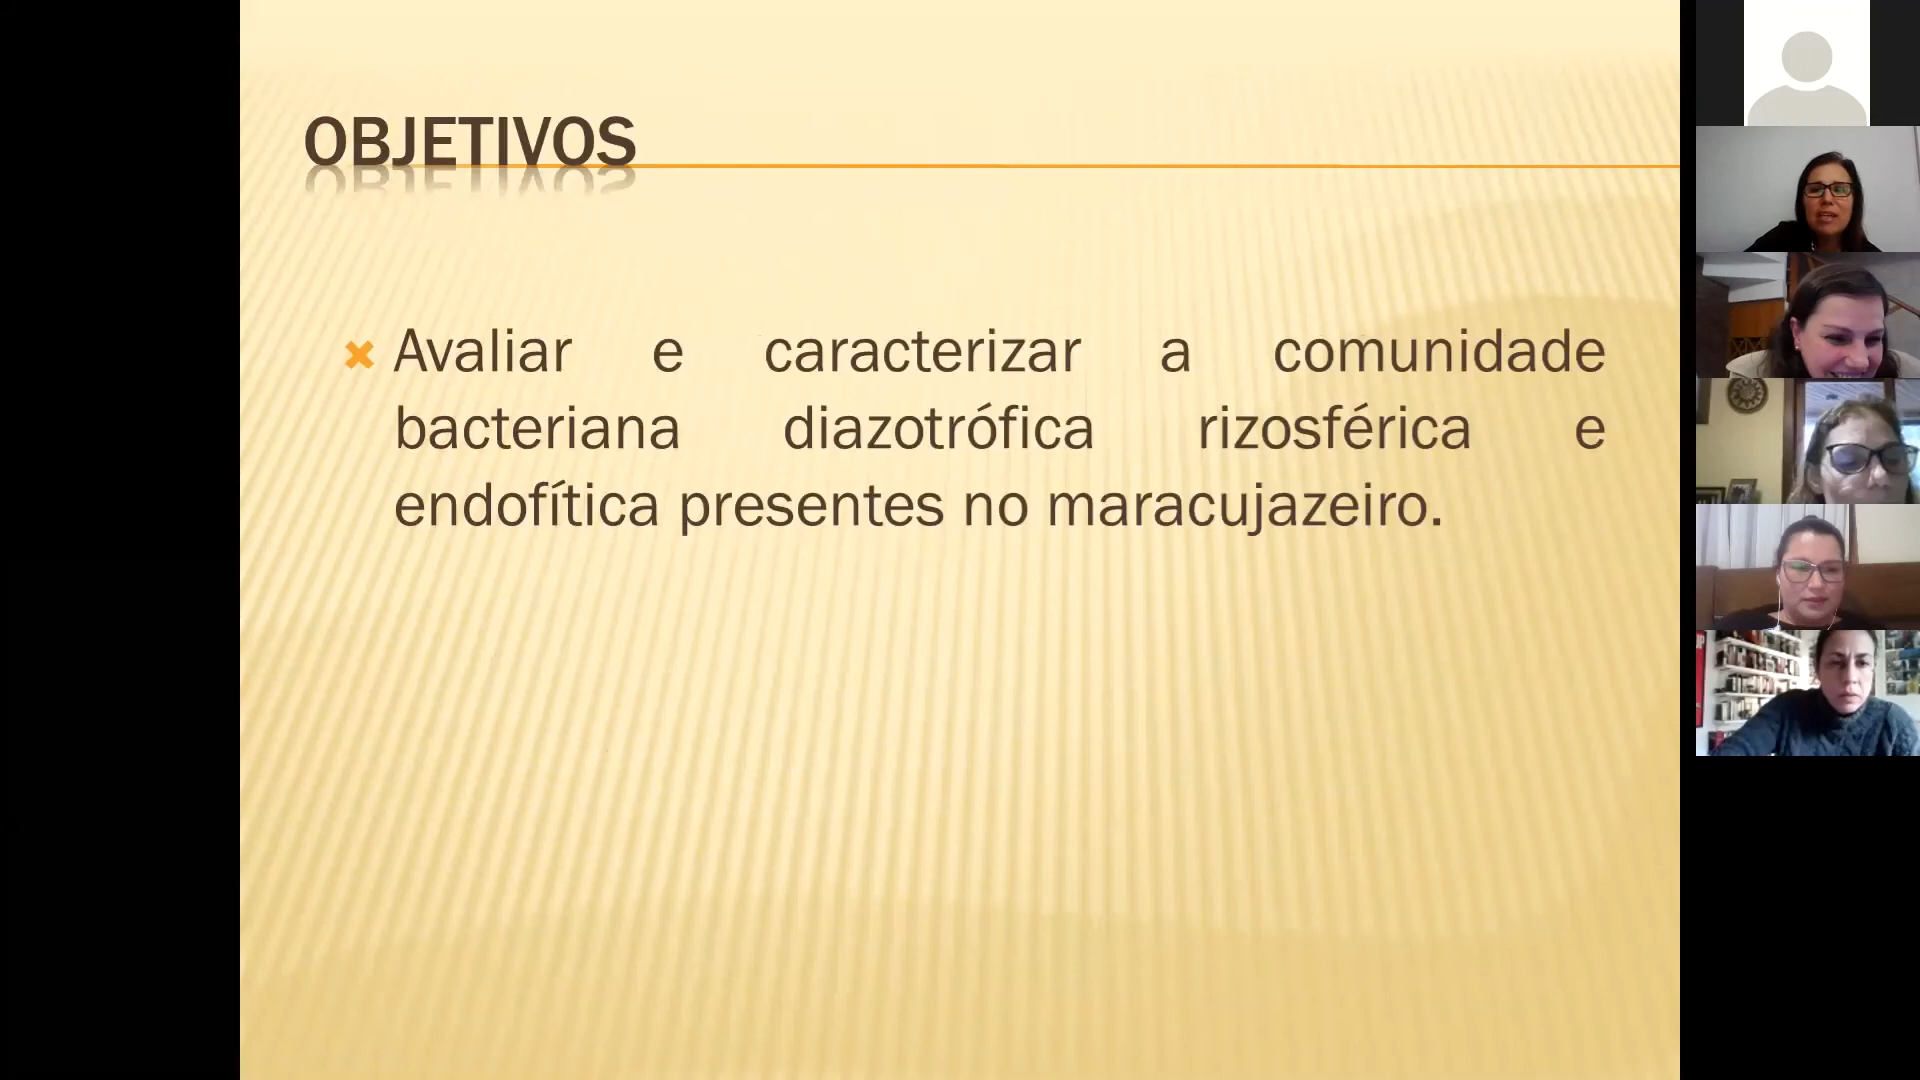 OBJETIVOS
Avaliar e caracterizar a comunidade
bacteriana diazotrófica rizosférica e
endofítica presentes no maracujazeiro.